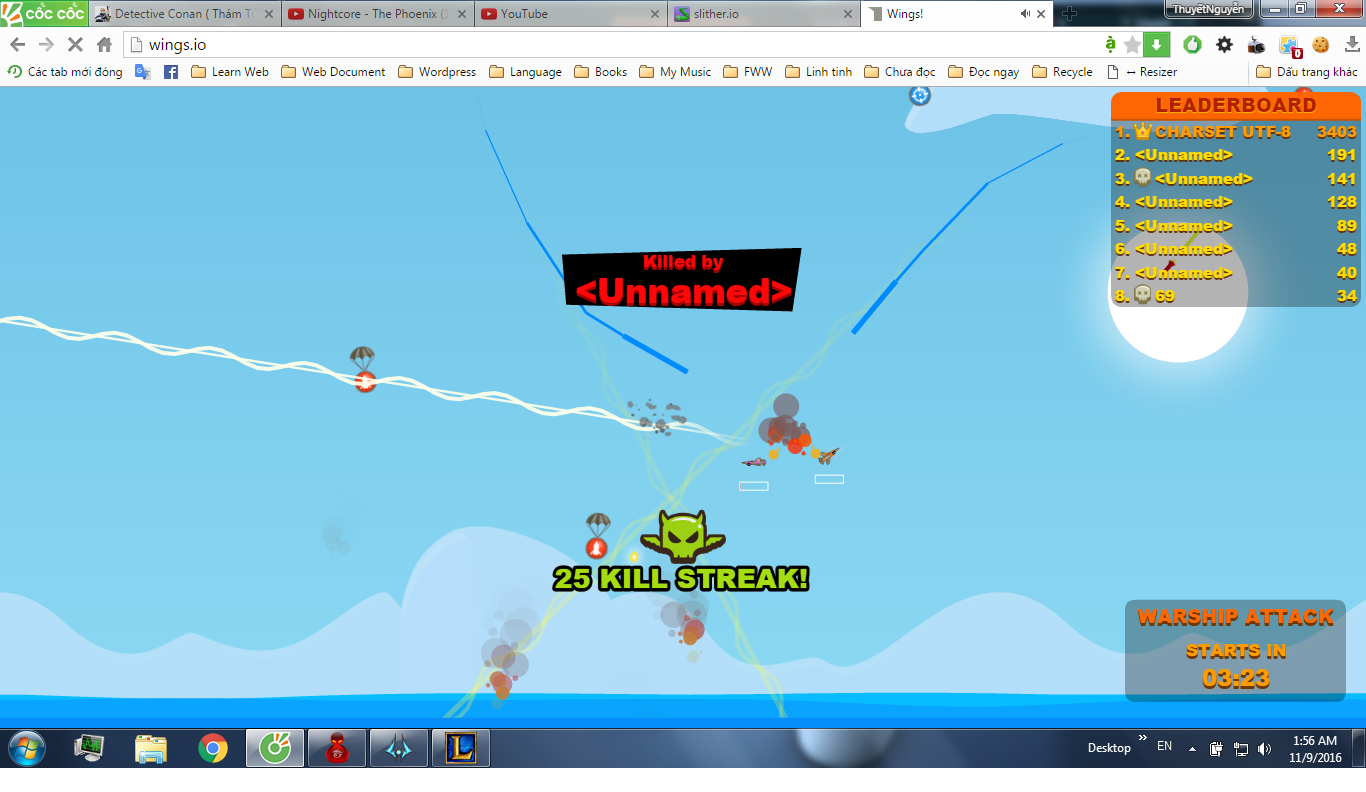 cốc cốc
Detective Conan ( Thám T
Nightcore - The Phoenix (
YouTube
slither.io
Wings!
ThuyếtNguyễn
wings.io
ạ
0
Các tab mới đóng
Learn Web
Web Document
Wordpress
Language
Books
My Music
FWW
Linh tinh
Chưa đọc
Đọc ngay
Recycle
↔ Resizer
Dấu trang khác
LEADERBOARD
1. CHARSET UTF-8 3403
2. <Unnamed> 191
3. <Unnamed> 141
4. <Unnamed> 128
5. <Unnamed> 89
6. <Unnamed> 48
7. <Unnamed> 40
8. 69 34
Killed by
<Unnamed>
25 KILL STREAK!
WARSHIP ATTACK
STARTS IN
03:23
Desktop » EN 1:56 AM
11/9/2016